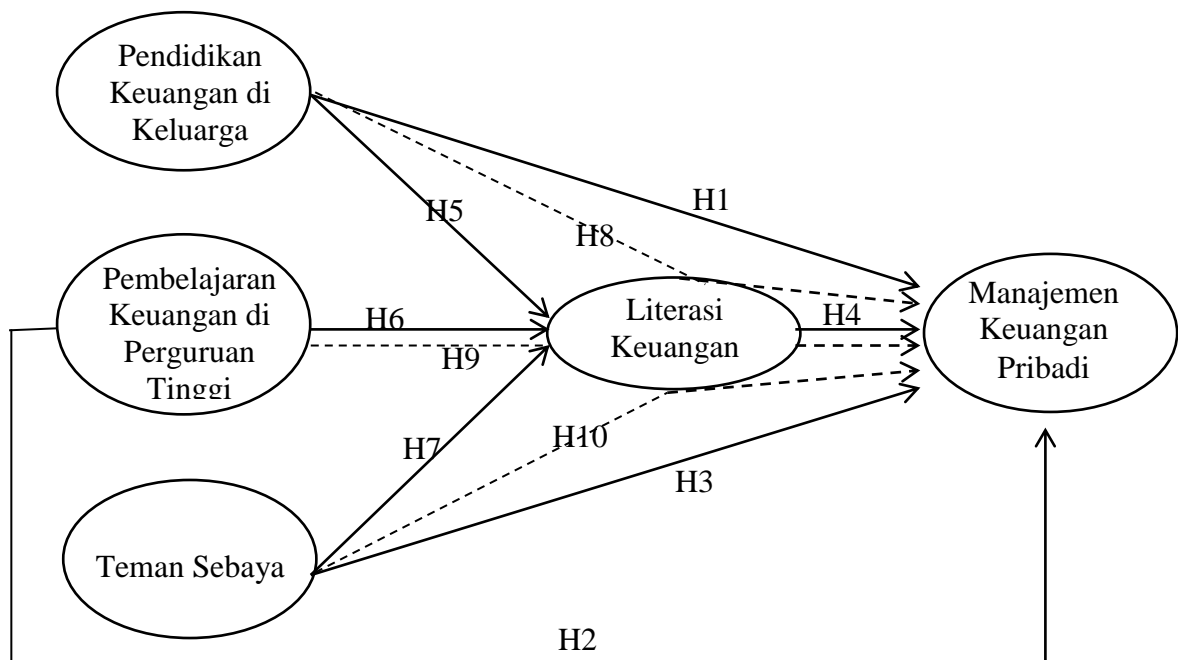 Pendidikan
Keuangan di
Keluarga
H1
H5
H8
Pembelajaran
Keuangan di
Perguruan
Tinggi
H6
H9
Literasi
Keuangan
H4
Manajemen
Keuangan
Pribadi
H7
H10
H3
Teman Sebaya
H2